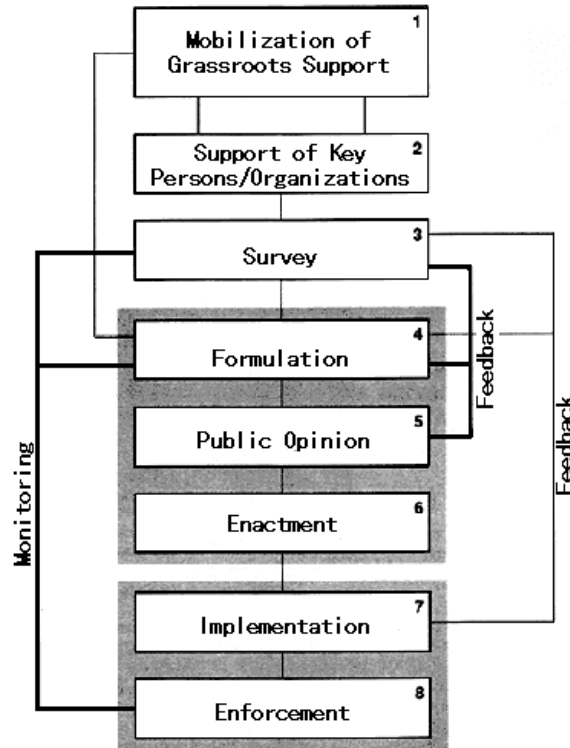 1
Mobilization of
Grassroots Support
2
Support of Key
Persons/Organizations
3
Survey
4
Formulation
5
Public Opinion
6
Enactment
7
Implementation
8
Enforcement
Monitoring
Feedback
Feedback